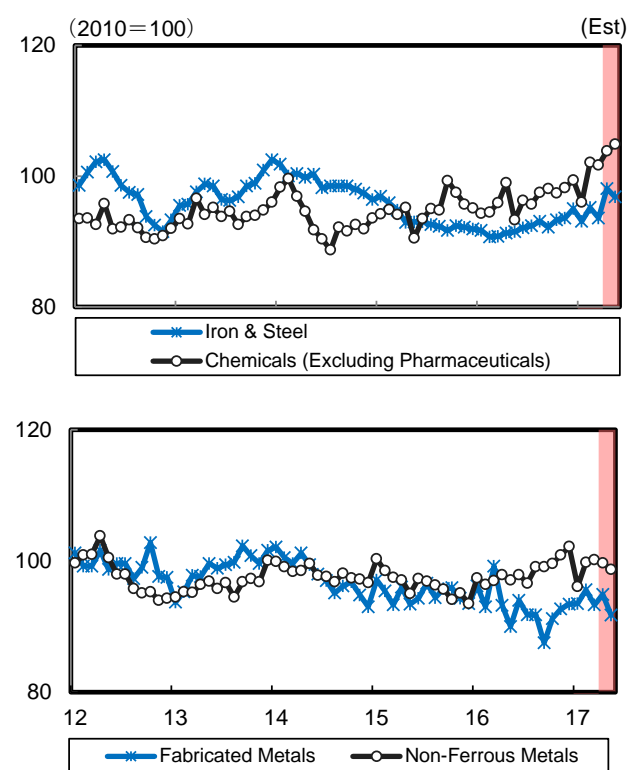 （2010＝100） (Est)
120
100
80
Iron & Steel
Chemicals (Excluding Pharmaceuticals)
120
100
80
12 13 14 15 16 17
Fabricated Metals Non-Ferrous Metals